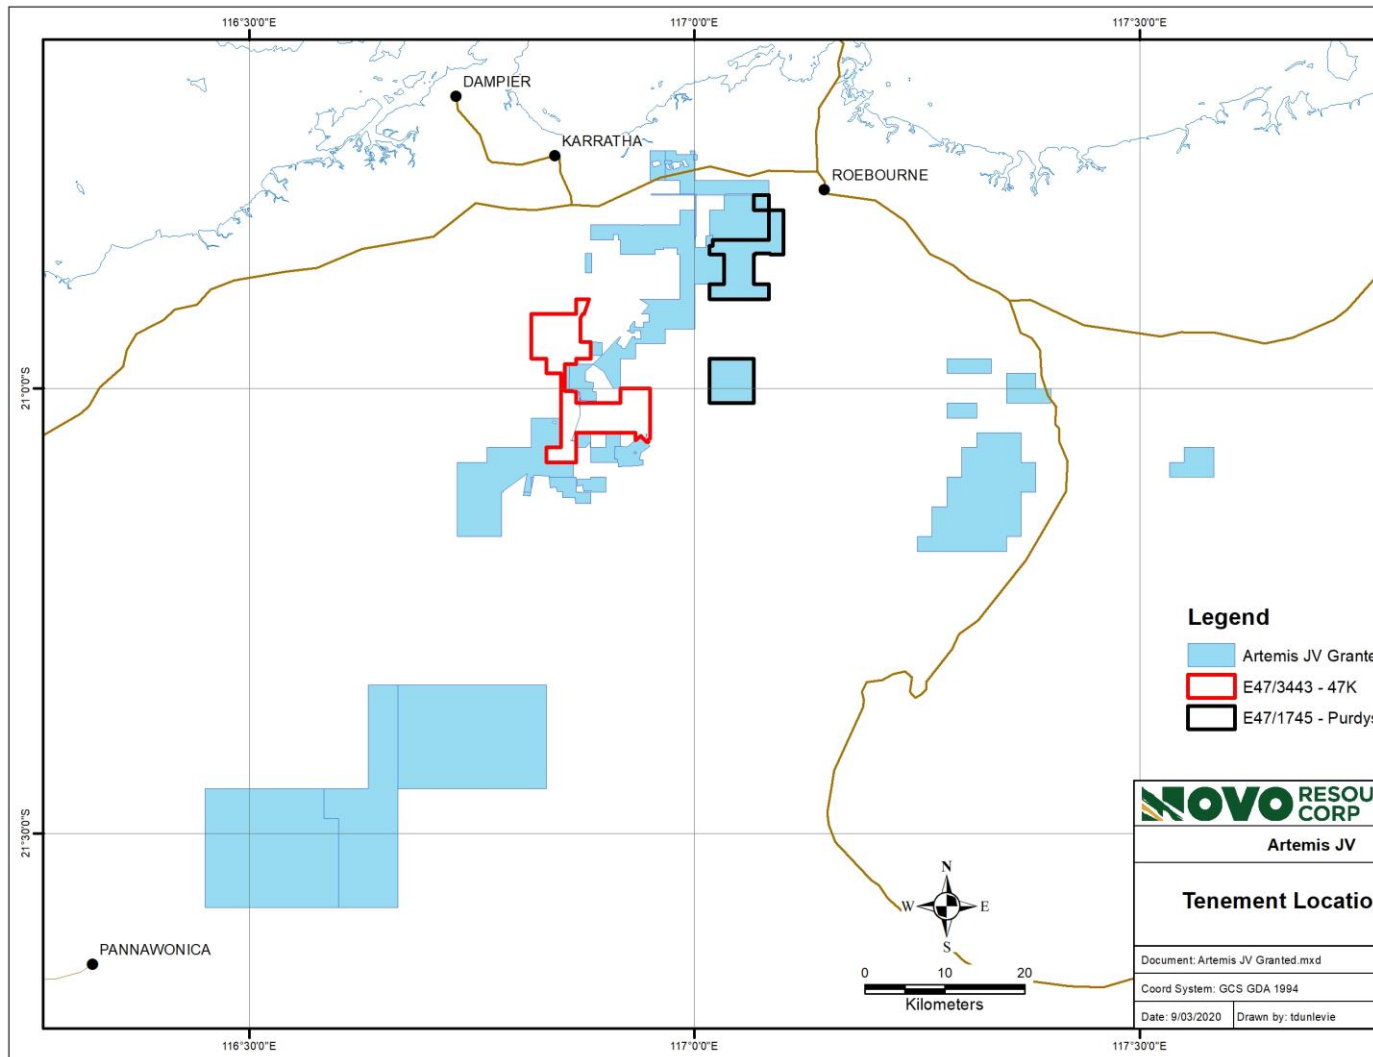 116°30'0"E
117°0'0"E
117°30'0"E
DAMPIER
KARRATHA
ROEBOURNE
21°0'0"S
Legend
Artemis JV Grante
E47/3443 - 47K
E47/1745 - Purdys
NOVO RESOU
CORP
21°30'0"S
Artemis JV
N
W E
S
Tenement Locatio
PANNAWONICA
Document: Artemis JV Granted.mxd
0 10 20
Kilometers
Coord System: GCS GDA 1994
Date: 9/03/2020 Drawn by: tdunlevie
116°30'0"E
117°0'0"E
117°30'0"E